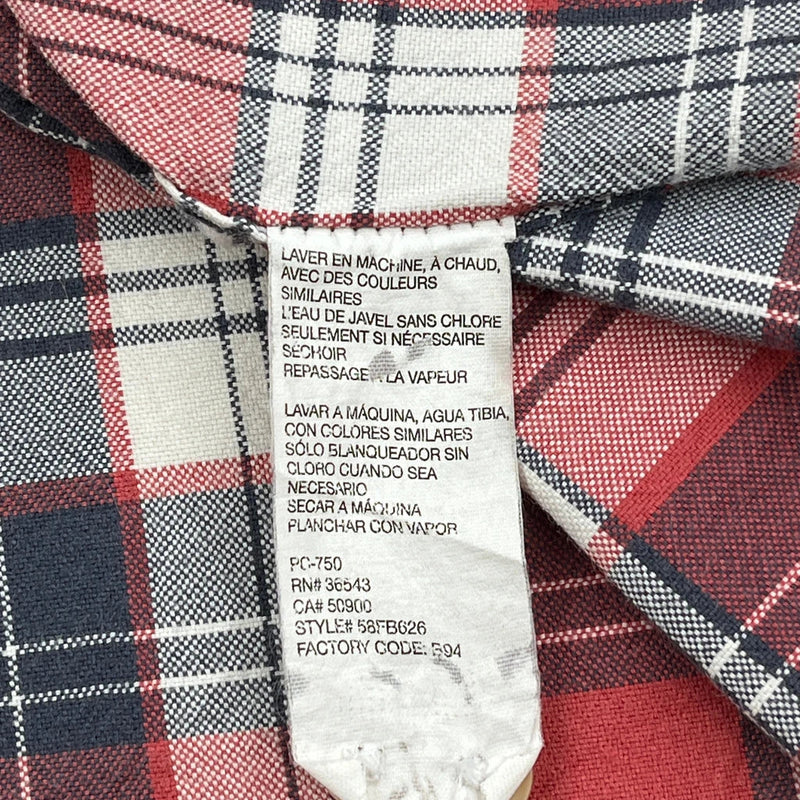 LAVER EN MACHINE, À CHAUD,
AVEC DES COULEURS
SIMILAIRES
L'EAU DE JAVEL SANS CHLORE
SEULEMENT SI NÉCESSAIRE
SÉCHOIR
REPASSAGE À LA VAPEUR
LAVAR A MÁQUINA, AGUA TIBIA,
CON COLORES SIMILARES
SÓLO BLANQUEADOR SIN
CLORO CUANDO SEA
NECESARIO
SECAR A MÁQUINA
PLANCHAR CON VAPOR
PC-750
RN# 36543
CA# 50900
STYLE# 58FB626
FACTORY CODE: B94